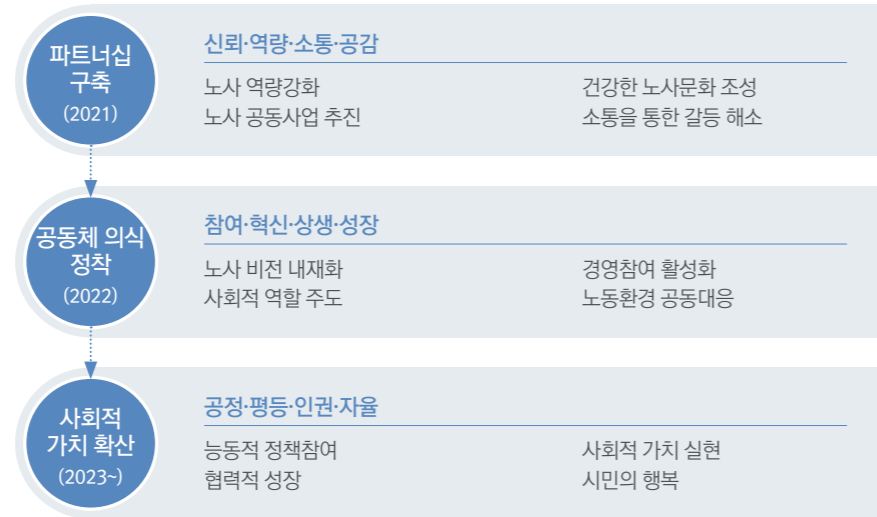 파트너십
구축
(2021)
신뢰·역량·소통·공감
노사 역량강화
건강한 노사문화 조성
노사 공동사업 추진
소통을 통한 갈등 해소
공동체 의식
정착
(2022)
참여·혁신·상생·성장
노사 비전 내재화
경영참여 활성화
사회적 역할 주도
노동환경 공동대응
사회적
가치 확산
(2023~)
공정·평등·인권·자율
능동적 정책참여
사회적 가치 실현
협력적 성장
시민의 행복